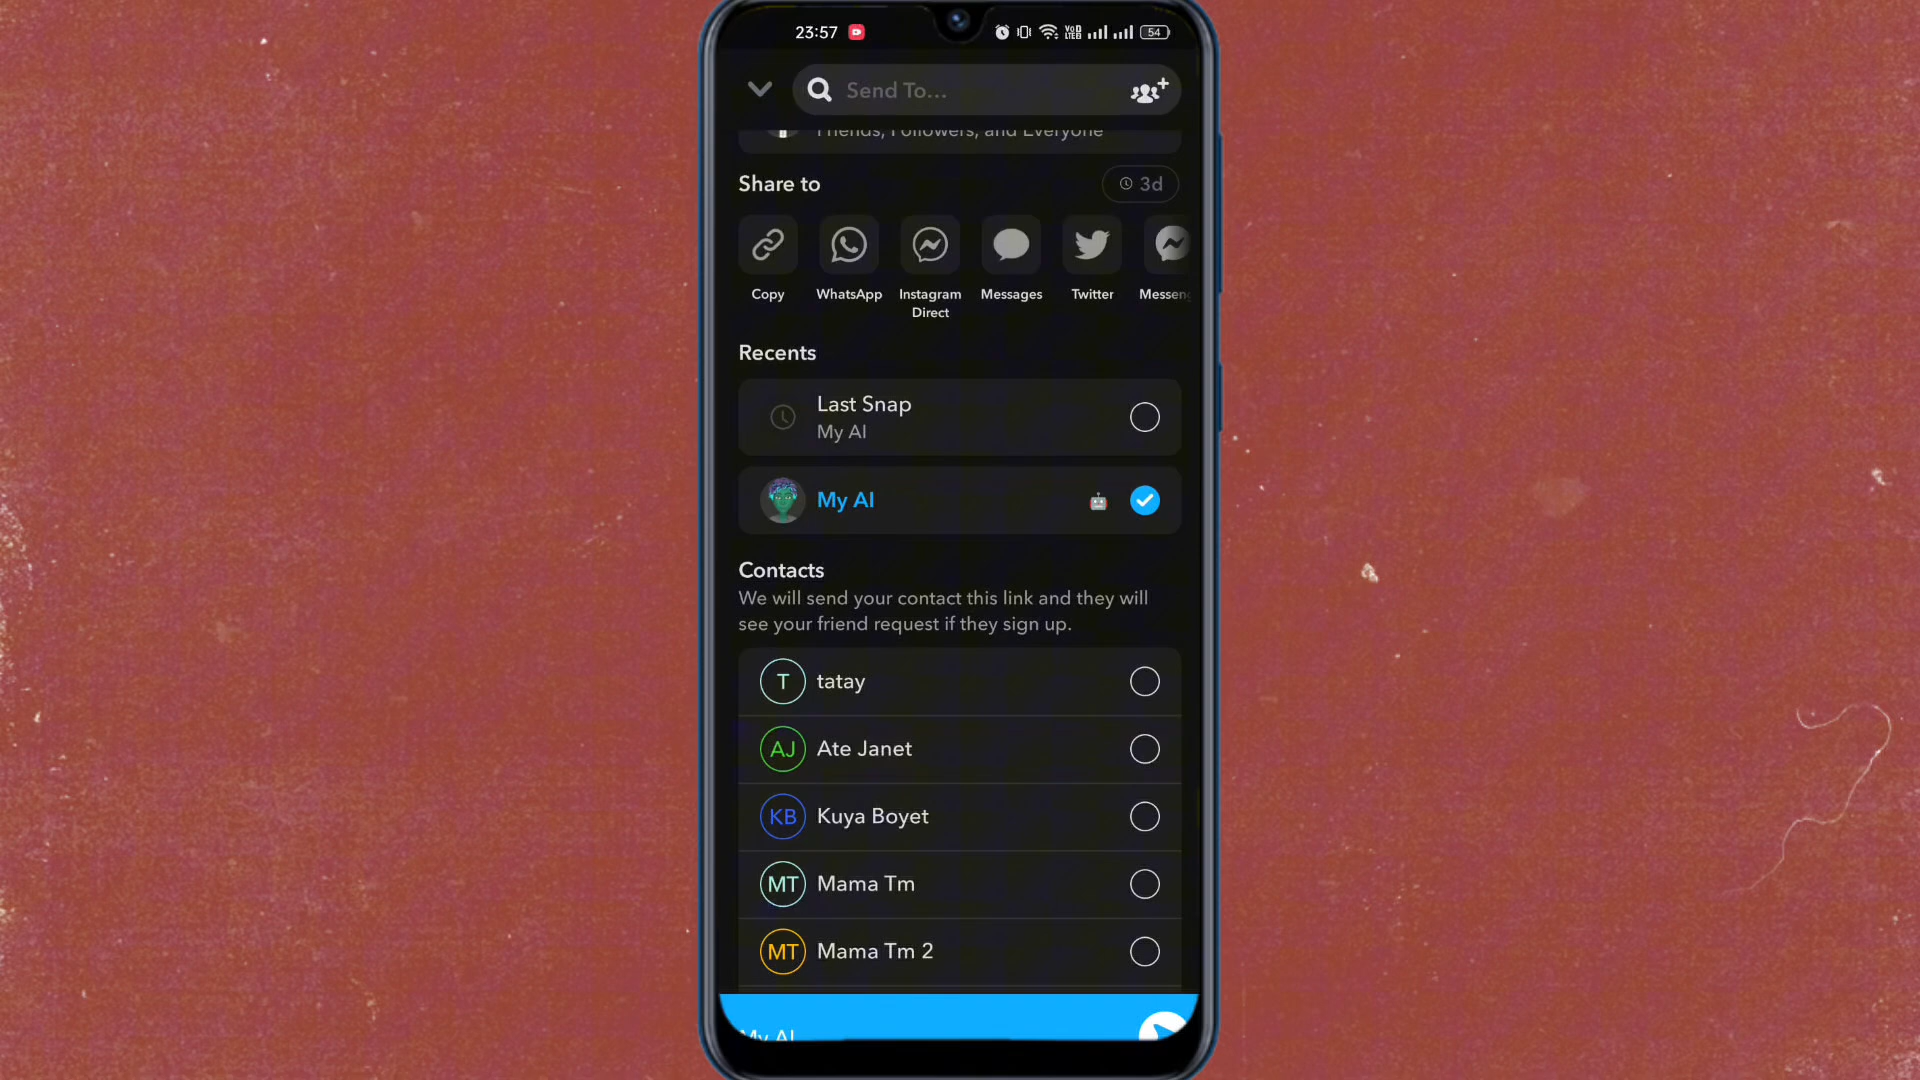 23:57
VoD LTE2
54
Send To...
Friends, Followers, and Everyone
Share to
3d
Copy
WhatsApp
Instagram Direct
Messages
Twitter
Messeng
Recents
Last Snap
My AI
My AI
Contacts
We will send your contact this link and they will
see your friend request if they sign up.
T
tatay
AJ
Ate Janet
KB
Kuya Boyet
MT
Mama Tm
MT
Mama Tm 2
My AI